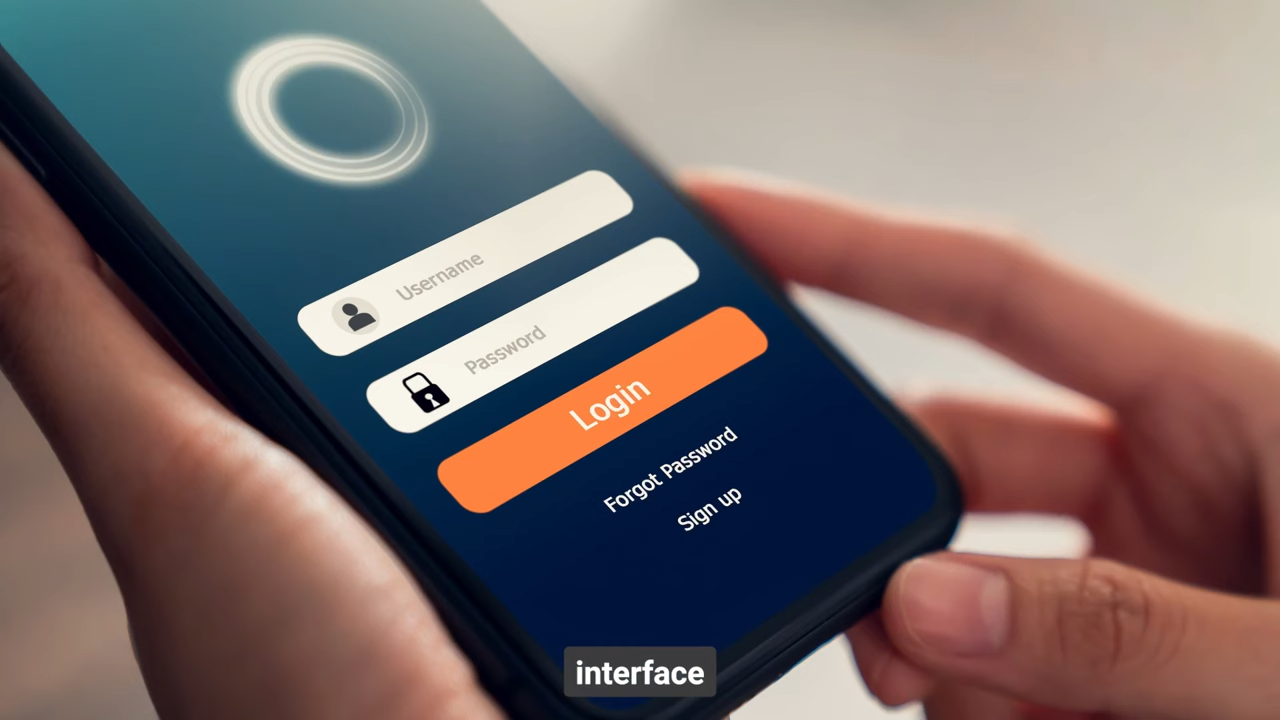 Username
Password
Login
Forgot Password
Sign up
interface